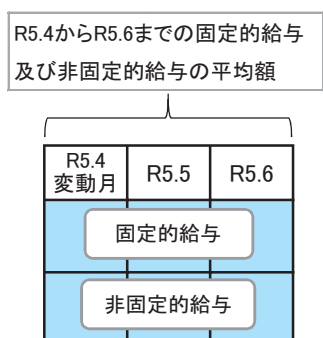 R5.4からR5.6までの固定的給与
及び非固定的給与の平均額
R5.4
変動月
R5.5
R5.6
固定的給与
非固定的給与